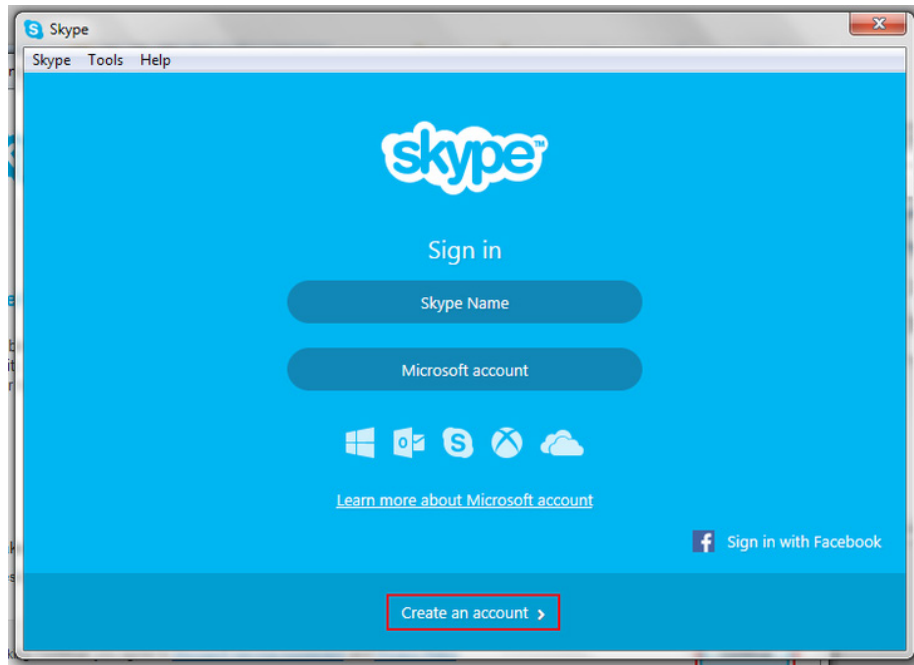 Skype
Skype Tools Help
skype™
Sign in
Skype Name
Microsoft account
Learn more about Microsoft account
Sign in with Facebook
Create an account